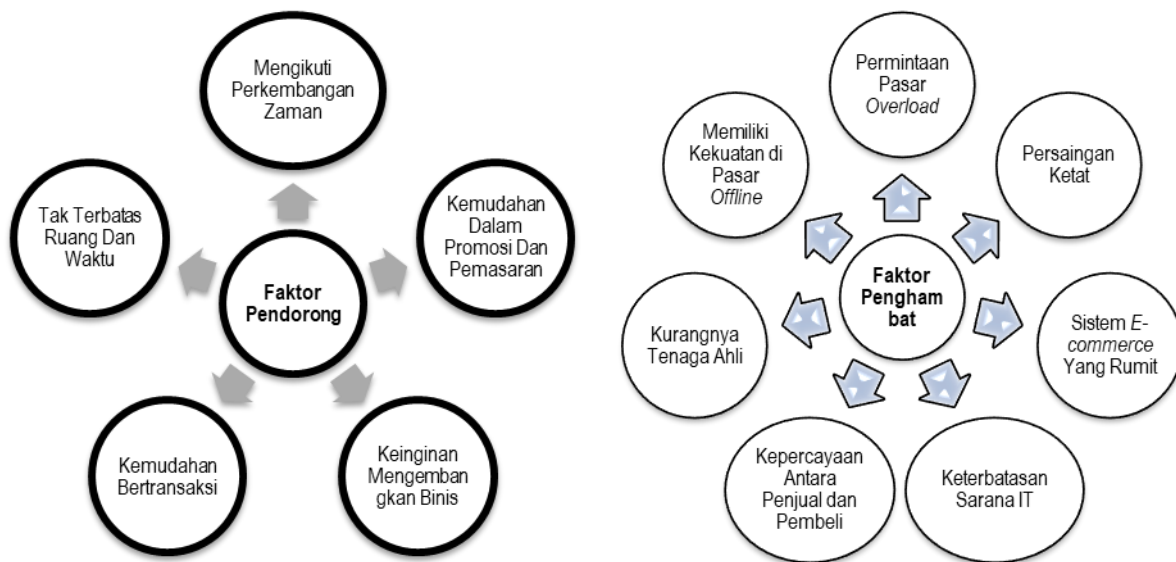 Mengikuti
Perkembangan
Zaman
Tak Terbatas
Ruang Dan
Waktu
Kemudahan
Dalam
Promosi Dan
Pemasaran
Faktor
Pendorong
Kemudahan
Bertransaksi
Keinginan
Mengemban
gkan Binis
Permintaan
Pasar
Overload
Memiliki
Kekuatan di
Pasar
Offline
Persaingan
Ketat
Faktor
Pengham
bat
Kurangnya
Tenaga Ahli
Sistem E-
commerce
Yang Rumit
Kepercayaan
Antara
Penjual dan
Pembeli
Keterbatasan
Sarana IT